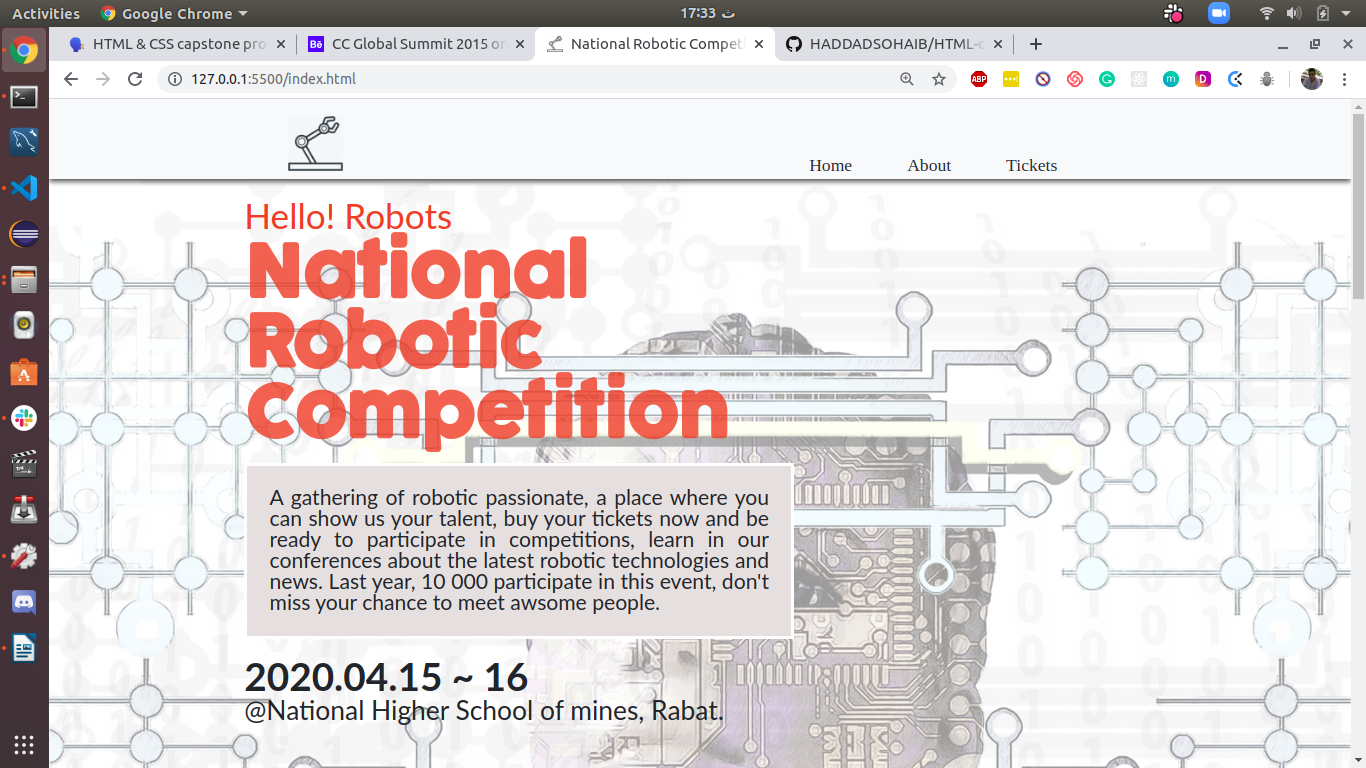 Activities Google Chrome 17:33 ث
HTML & CSS capstone pro CC Global Summit 2015 on National Robotic Competi HADDADSOHAIB/HTML-c
127.0.0.1:5500/index.html
Home About Tickets
Hello! Robots
National
Robotic
Competition
A gathering of robotic passionate, a place where you
can show us your talent, buy your tickets now and be
ready to participate in competitions, learn in our
conferences about the latest robotic technologies and
news. Last year, 10 000 participate in this event, don't
miss your chance to meet awsome people.
2020.04.15 ~ 16
@National Higher School of mines, Rabat.